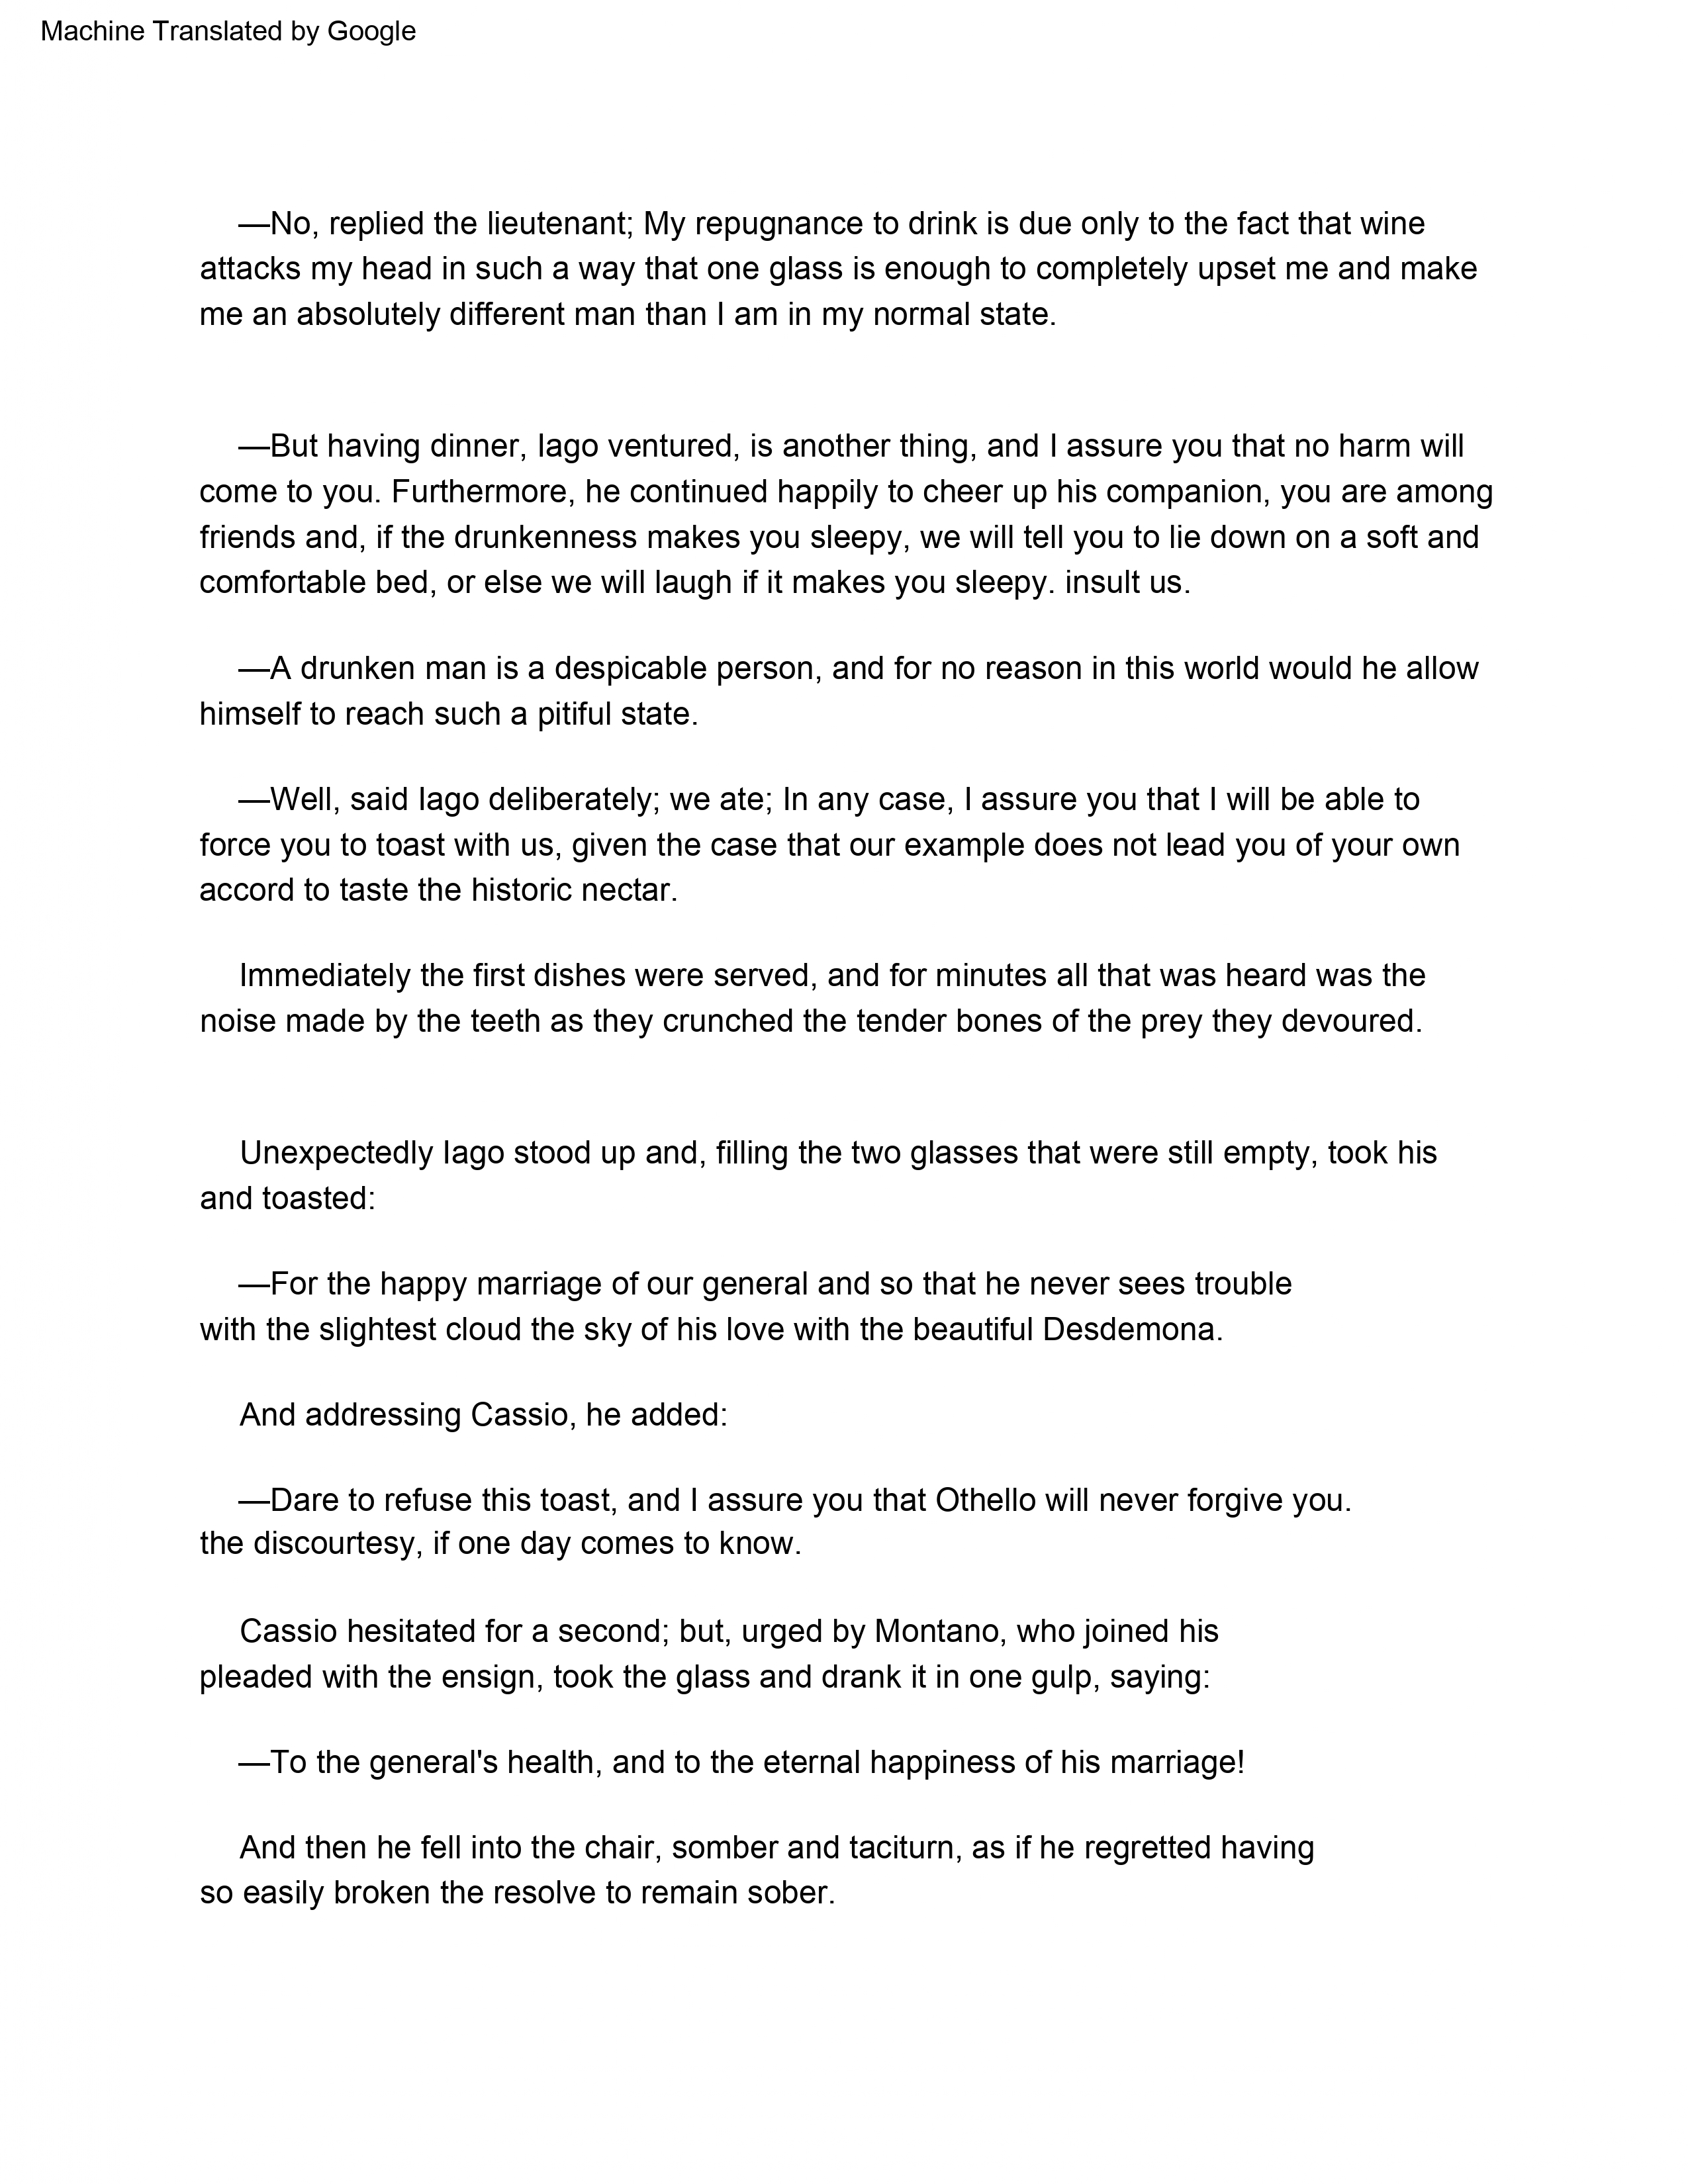 Machine Translated by Google
—No, replied the lieutenant; My repugnance to drink is due only to the fact that wine
attacks my head in such a way that one glass is enough to completely upset me and make
me an absolutely different man than I am in my normal state.
—But having dinner, Iago ventured, is another thing, and I assure you that no harm will
come to you. Furthermore, he continued happily to cheer up his companion, you are among
friends and, if the drunkenness makes you sleepy, we will tell you to lie down on a soft and
comfortable bed, or else we will laugh if it makes you sleepy. insult us.
—A drunken man is a despicable person, and for no reason in this world would he allow
himself to reach such a pitiful state.
—Well, said Iago deliberately; we ate; In any case, I assure you that I will be able to
force you to toast with us, given the case that our example does not lead you of your own
accord to taste the historic nectar.
Immediately the first dishes were served, and for minutes all that was heard was the
noise made by the teeth as they crunched the tender bones of the prey they devoured.
Unexpectedly Iago stood up and, filling the two glasses that were still empty, took his
and toasted:
—For the happy marriage of our general and so that he never sees trouble
with the slightest cloud the sky of his love with the beautiful Desdemona.
And addressing Cassio, he added:
—Dare to refuse this toast, and I assure you that Othello will never forgive you.
the discourtesy, if one day comes to know.
Cassio hesitated for a second; but, urged by Montano, who joined his
pleaded with the ensign, took the glass and drank it in one gulp, saying:
—To the general's health, and to the eternal happiness of his marriage!
And then he fell into the chair, somber and taciturn, as if he regretted having
so easily broken the resolve to remain sober.